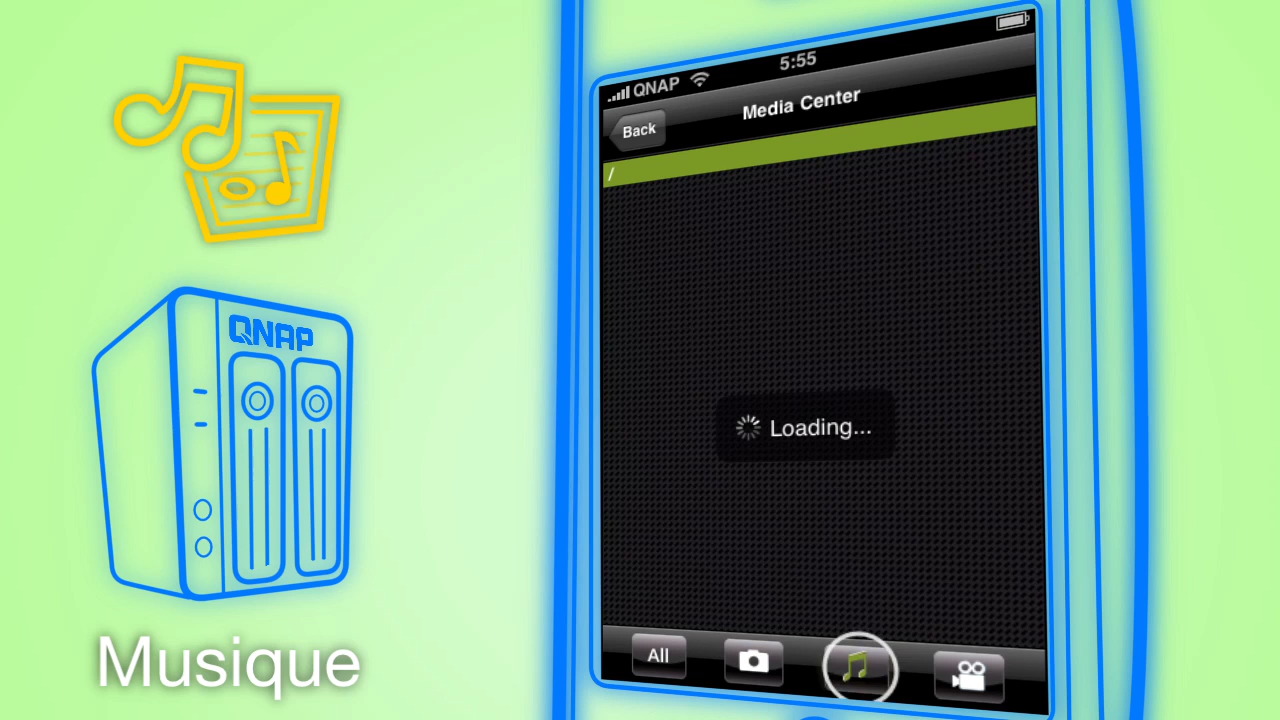 QNAP
Musique
QNAP
5:55
Back
Media Center
/
Loading...
All